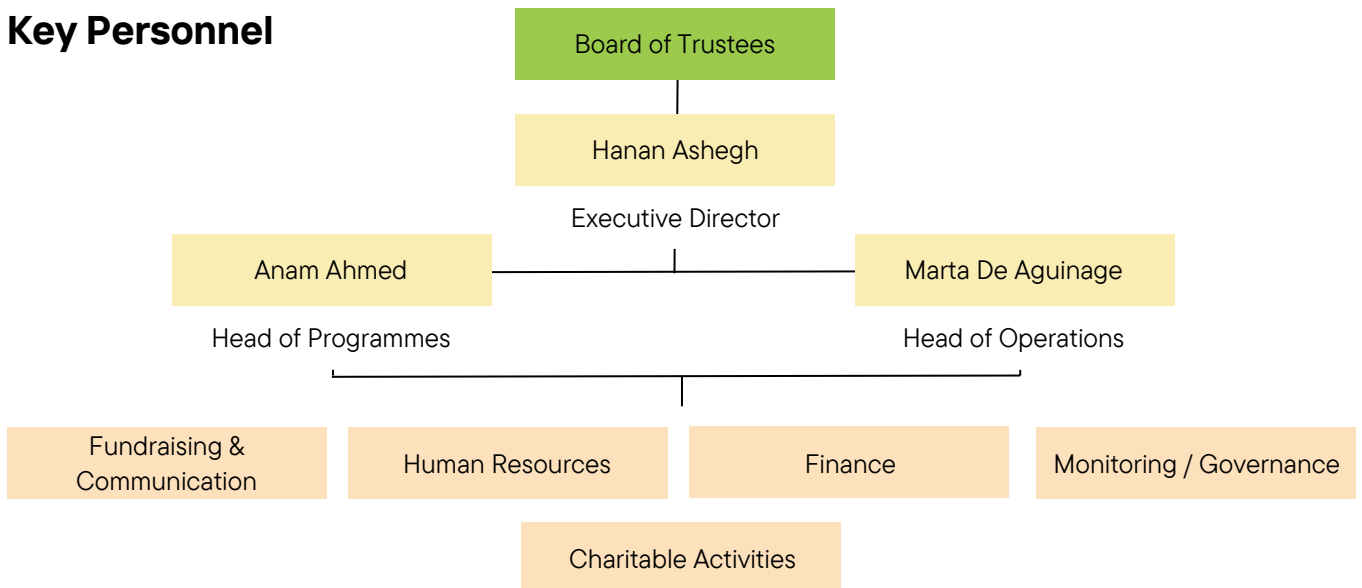 Key Personnel
Board of Trustees
Hanan Ashegh
Executive Director
Anam Ahmed
Marta De Aguinage
Head of Programmes
Head of Operations
Fundraising &
Communication
Human Resources
Finance
Monitoring / Governance
Charitable Activities